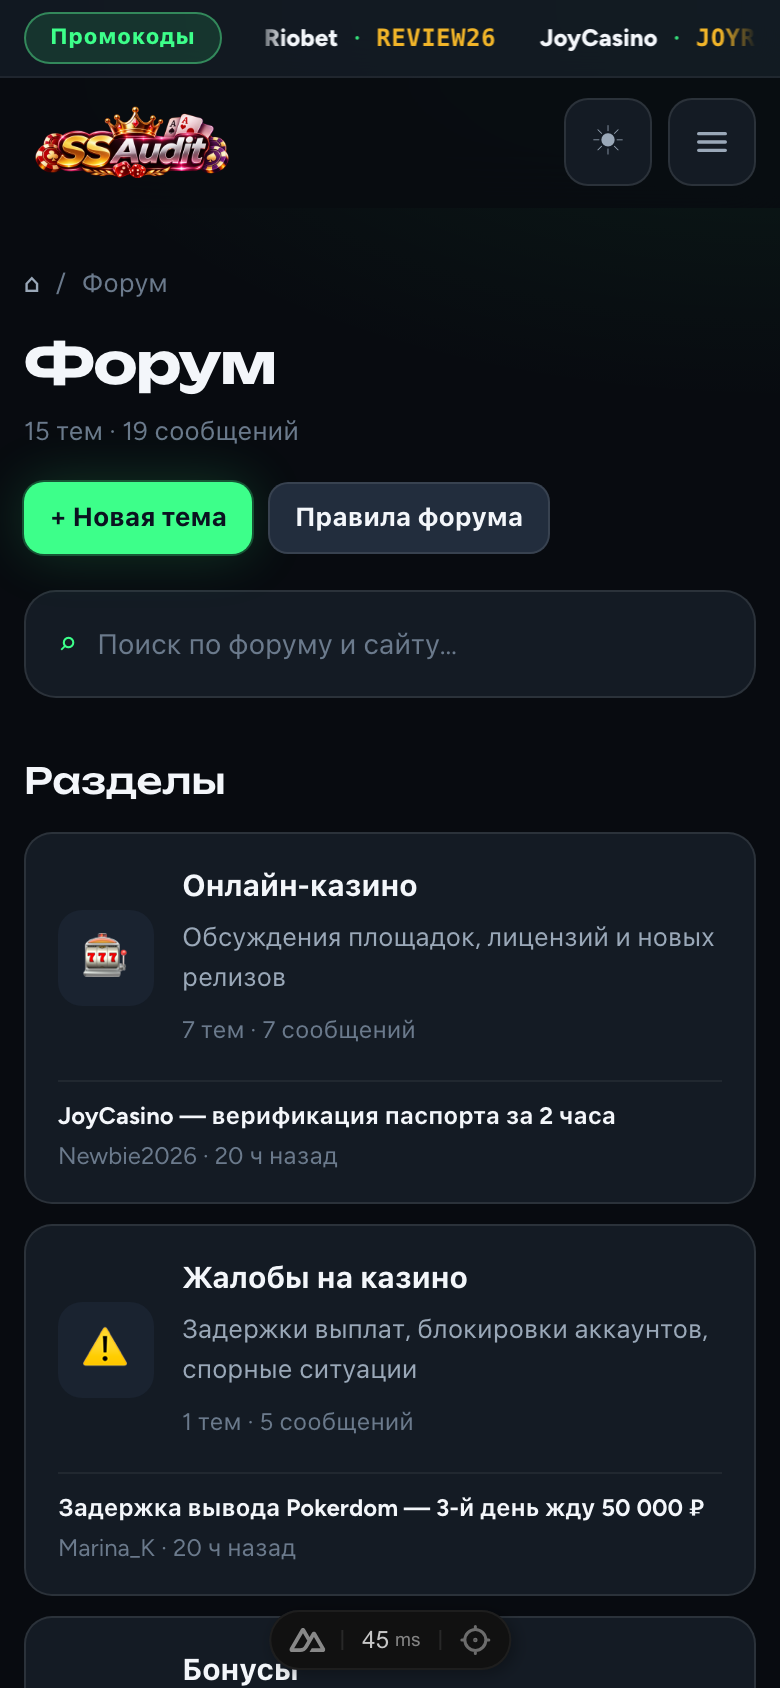 Промокоды
Riobet · REVIEW26 JoyCasino · JOYR
SSAudit
⌂ / Форум
Форум
15 тем · 19 сообщений
+ Новая тема
Правила форума
Поиск по форуму и сайту...
Разделы
Онлайн-казино
Обсуждения площадок, лицензий и новых
релизов
7 тем · 7 сообщений
JoyCasino — верификация паспорта за 2 часа
Newbie2026 · 20 ч назад
Жалобы на казино
Задержки выплат, блокировки аккаунтов,
спорные ситуации
1 тем · 5 сообщений
Задержка вывода Pokerdom — 3-й день жду 50 000 ₽
Marina_K · 20 ч назад
Бонусы
45 ms